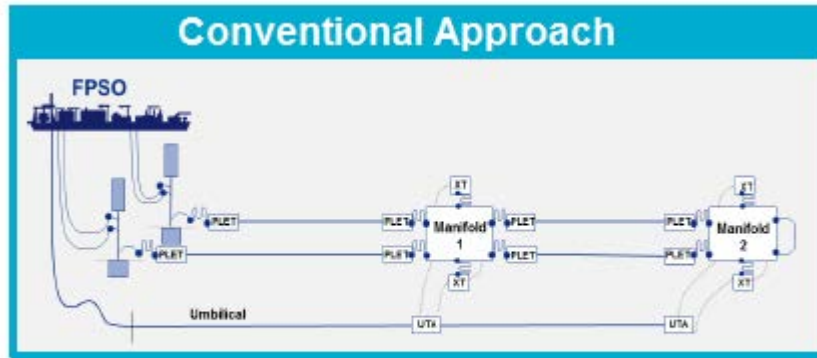 Conventional Approach
FPSO
XT
XT
PLET
PLET
PLET
PLET
Manifold
1
Manifold
2
PLET
PLET
PLET
PLET
XT
XT
Umbilical
UTA
UTA